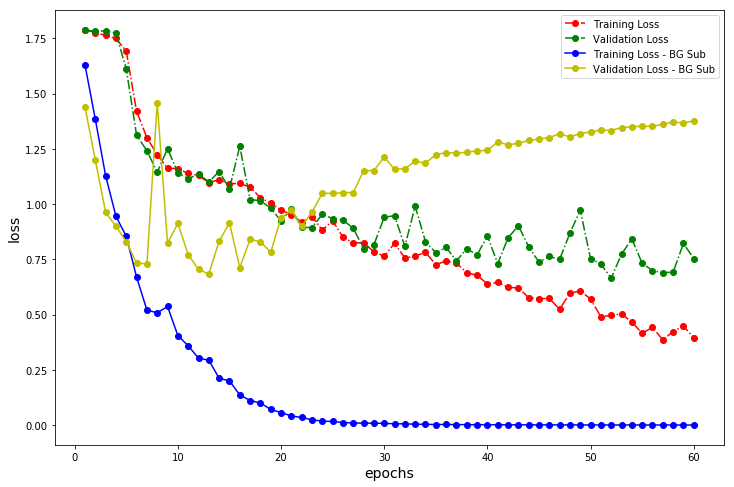 Training Loss
Validation Loss
Training Loss - BG Sub
Validation Loss - BG Sub
1.75
1.50
1.25
1.00
0.75
0.50
0.25
0.00
loss
0 10 20 30 40 50 60
epochs